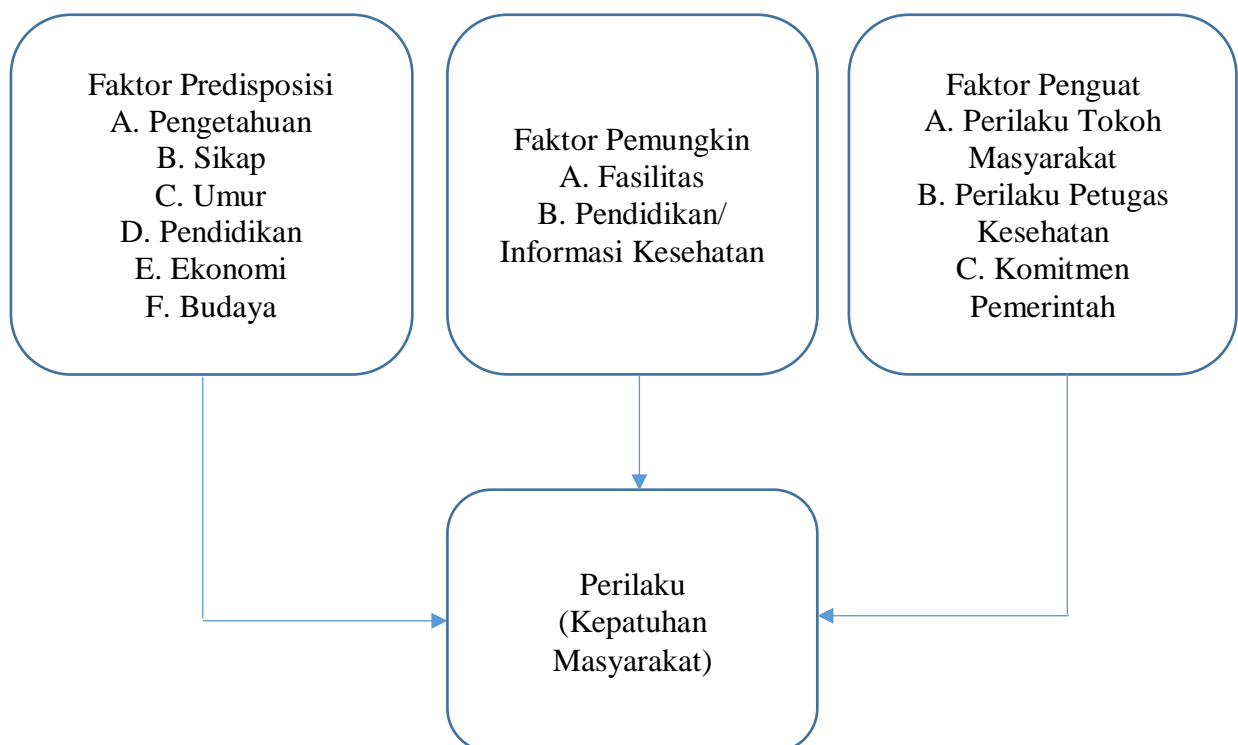 Faktor Predisposisi
A. Pengetahuan
B. Sikap
C. Umur
D. Pendidikan
E. Ekonomi
F. Budaya
Faktor Pemungkin
A. Fasilitas
B. Pendidikan/
Informasi Kesehatan
Faktor Penguat
A. Perilaku Tokoh
Masyarakat
B. Perilaku Petugas
Kesehatan
C. Komitmen
Pemerintah
Perilaku
(Kepatuhan
Masyarakat)